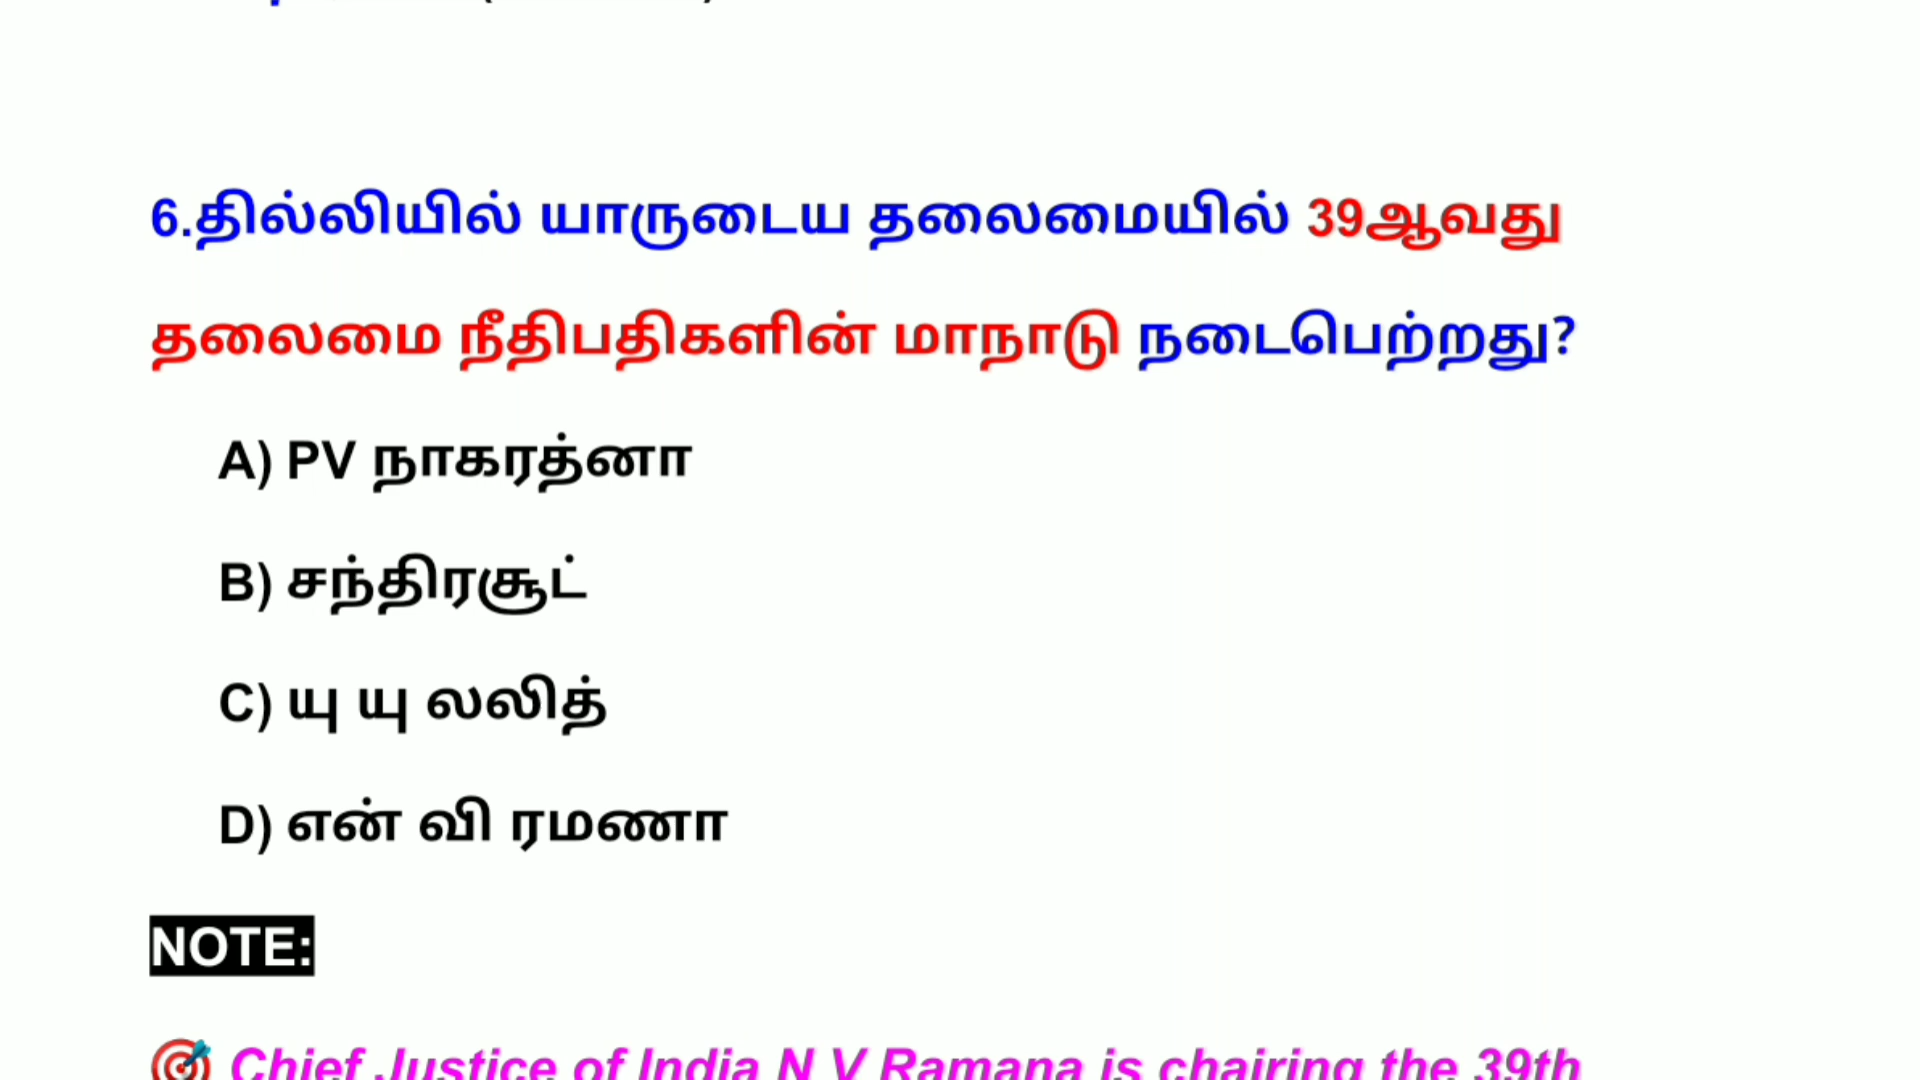 6.தில்லியில் யாருடைய தலைமையில் 39ஆவது
தலைமை நீதிபதிகளின் மாநாடு நடைபெற்றது?
A) PV நாகரத்னா
B) சந்திரசூட்
C) யு யு லலித்
D) என் வி ரமணா
NOTE:
Chief Justice of India N V Ramana is chairing the 39th